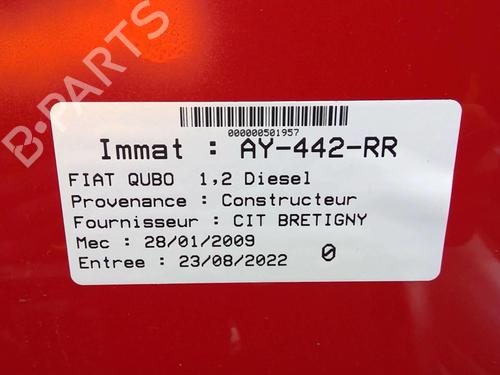 B-PARTS
000000501957
Immat : AY-442-RR
FIAT QUBO 1,2 Diesel
Provenance : Constructeur
Fournisseur : CIT BRETIGNY
Mec : 28/01/2009
Entree : 23/08/2022 0